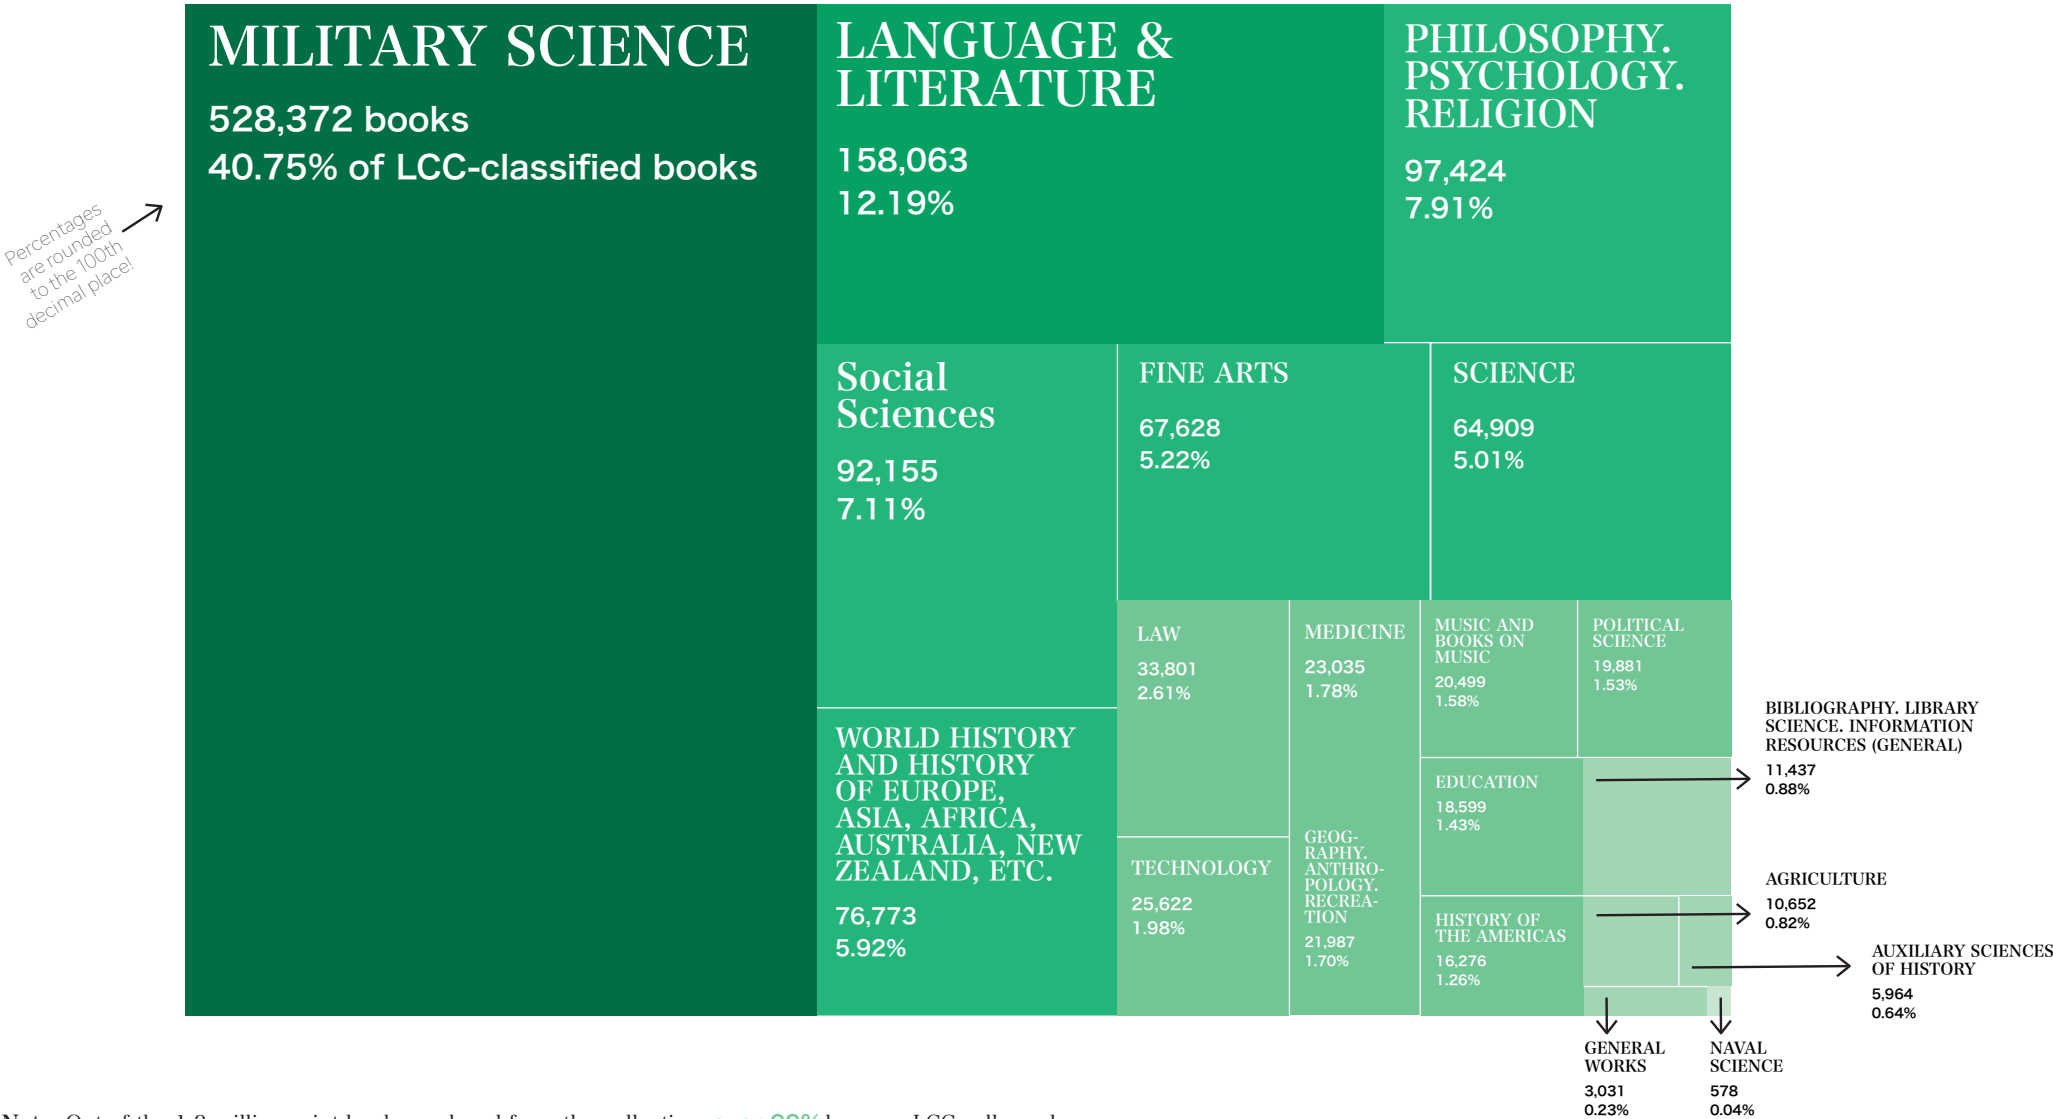 MILITARY SCIENCE
528,372 books
40.75% of LCC-classified books
Percentages
are rounded
to the 100th
decimal place!
LANGUAGE &
LITERATURE
158,063
12.19%
PHILOSOPHY.
PSYCHOLOGY.
RELIGION
97,424
7.91%
Social
Sciences
92,155
7.11%
FINE ARTS
67,628
5.22%
SCIENCE
64,909
5.01%
WORLD HISTORY
AND HISTORY
OF EUROPE,
ASIA, AFRICA,
AUSTRALIA, NEW
ZEALAND, ETC.
76,773
5.92%
LAW
33,801
2.61%
TECHNOLOGY
25,622
1.98%
MEDICINE
23,035
1.78%
GEOG-
RAPHY.
ANTHRO-
POLOGY.
RECREA-
TION
21,987
1.70%
MUSIC AND
BOOKS ON
MUSIC
20,499
1.58%
POLITICAL
SCIENCE
19,881
1.53%
EDUCATION
18,599
1.43%
HISTORY OF
THE AMERICAS
16,276
1.26%
BIBLIOGRAPHY. LIBRARY
SCIENCE. INFORMATION
RESOURCES (GENERAL)
11,437
0.88%
AGRICULTURE
10,652
0.82%
AUXILIARY SCIENCES
OF HISTORY
5,964
0.64%
GENERAL
WORKS
3,031
0.23%
NAVAL
SCIENCE
578
0.04%